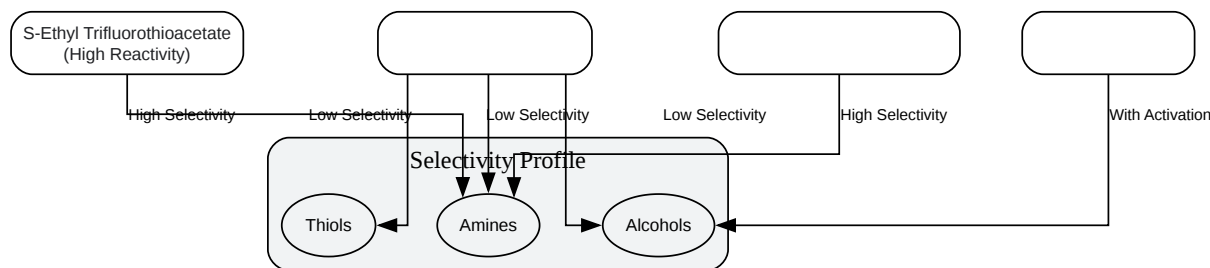 S-Ethyl Trifluorothioacetate
(High Reactivity)
High Selectivity
Low Selectivity
Low Selectivity
Low Selectivity
High Selectivity
With Activation
Selectivity Profile
Thiols
Amines
Alcohols